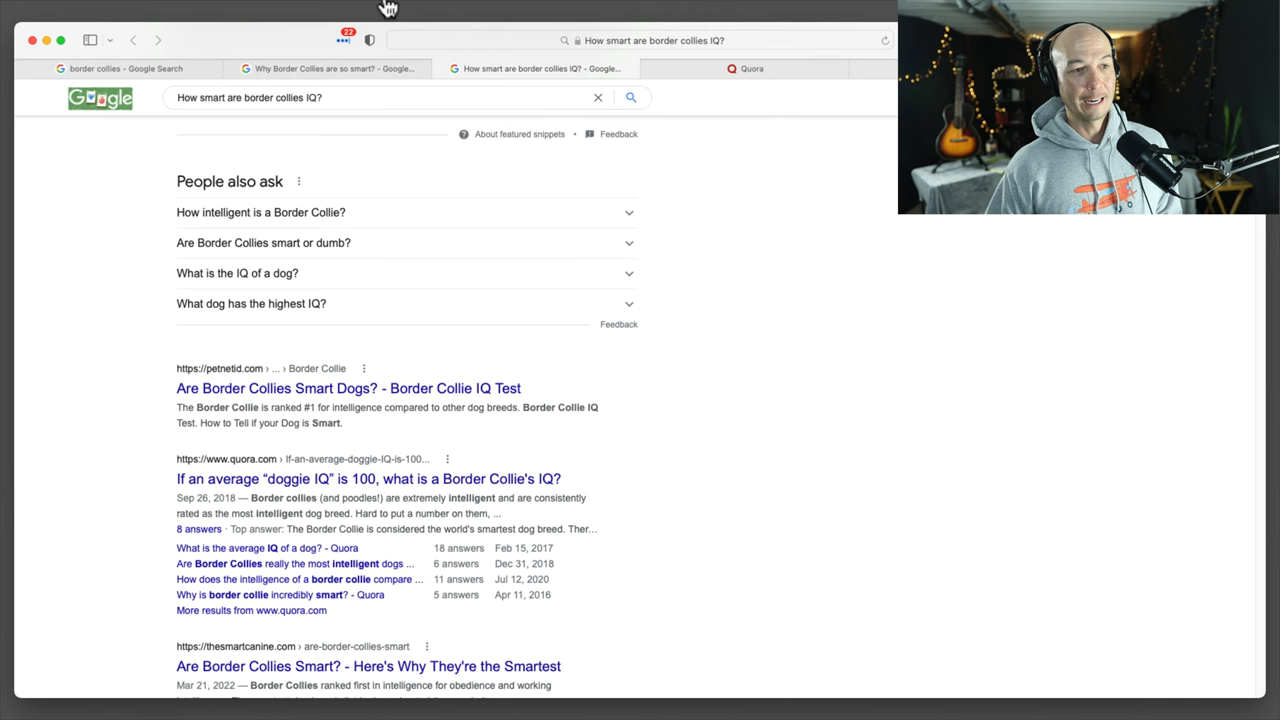 22
How smart are border collies IQ?
border collies - Google Search
Why Border Collies are so smart? - Google...
How smart are border collies IQ? - Google...
Quora
Google
How smart are border collies IQ?
About featured snippets • Feedback
People also ask
How intelligent is a Border Collie?
Are Border Collies smart or dumb?
What is the IQ of a dog?
What dog has the highest IQ?
Feedback
https://petnetid.com › ... › Border Collie
Are Border Collies Smart Dogs? - Border Collie IQ Test
The Border Collie is ranked #1 for intelligence compared to other dog breeds. Border Collie IQ
Test. How to Tell if your Dog is Smart.
https://www.quora.com › If-an-average-doggie-IQ-is-100...
If an average “doggie IQ” is 100, what is a Border Collie's IQ?
Sep 26, 2018 — Border collies (and poodles!) are extremely intelligent and are consistently
rated as the most intelligent dog breed. Hard to put a number on them, ...
8 answers · Top answer: The Border Collie is considered the world's smartest dog breed. Ther...
What is the average IQ of a dog? - Quora 18 answers Feb 15, 2017
Are Border Collies really the most intelligent dogs ... 6 answers Dec 31, 2018
How does the intelligence of a border collie compare ... 11 answers Jul 12, 2020
Why is border collie incredibly smart? - Quora 5 answers Apr 11, 2016
More results from www.quora.com
https://thesmartcanine.com › are-border-collies-smart
Are Border Collies Smart? - Here's Why They're the Smartest
Mar 21, 2022 — Border Collies ranked first in intelligence for obedience and working